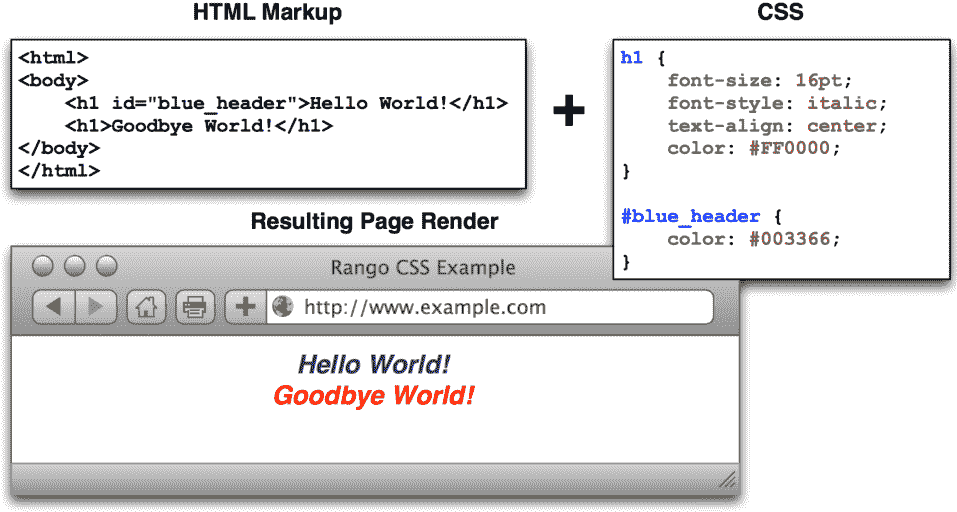 HTML Markup
<html>
<body>
    <h1 id="blue_header">Hello World!</h1>
    <h1>Goodbye World!</h1>
</body>
</html>
+
CSS
h1 {
    font-size: 16pt;
    font-style: italic;
    text-align: center;
    color: #FF0000;
}

#blue_header {
    color: #003366;
}
Resulting Page Render
Rango CSS Example
http://www.example.com
Hello World!
Goodbye World!